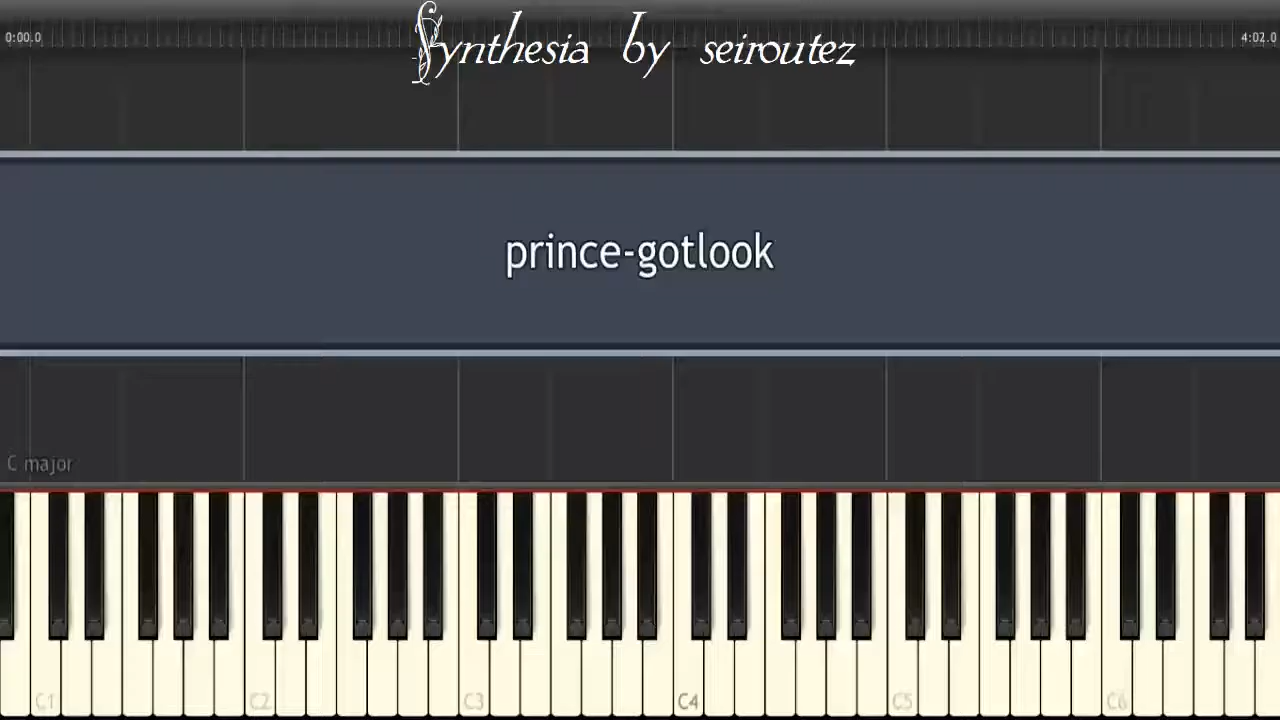 Synthesia by seiroutez
0:00.0
4:02.0
prince-gotlook
C major
C1 C2 C3 C4 C5 C6